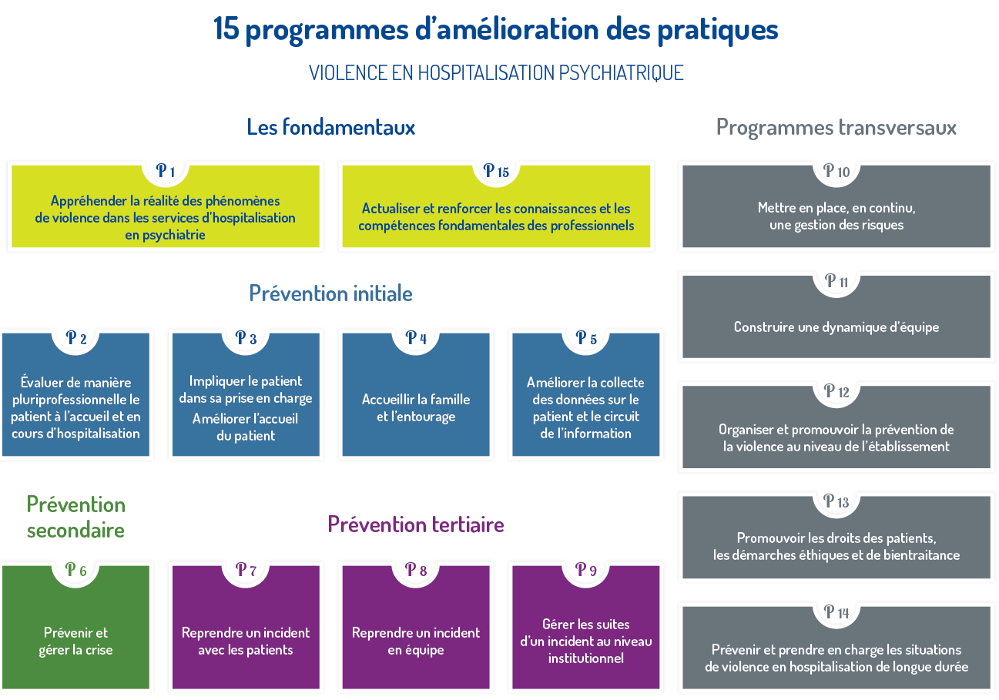 15 programmes d'amélioration des pratiques
VIOLENCE EN HOSPITALISATION PSYCHIATRIQUE
Les fondamentaux
P 1
Appréhender la réalité des phénomènes
de violence dans les services d'hospitalisation
en psychiatrie
P 15
Actualiser et renforcer les connaissances et les
compétences fondamentales des professionnels
Prévention initiale
P 2
Évaluer de manière
pluriprofessionnelle le
patient à l'accueil et en
cours d'hospitalisation
P 3
Impliquer le patient
dans sa prise en charge
Améliorer l'accueil
du patient
P 4
Accueillir la famille
et l'entourage
P 5
Améliorer la collecte
des données sur le
patient et le circuit
de l'information
Prévention
secondaire
P 6
Prévenir et
gérer la crise
Prévention tertiaire
P 7
Reprendre un incident
avec les patients
P 8
Reprendre un incident
en équipe
P 9
Gérer les suites
d'un incident au niveau
institutionnel
Programmes transversaux
P 10
Mettre en place, en continu,
une gestion des risques
P 11
Construire une dynamique d'équipe
P 12
Organiser et promouvoir la prévention de
la violence au niveau de l'établissement
P 13
Promouvoir les droits des patients,
les démarches éthiques et de bientraitance
P 14
Prévenir et prendre en charge les situations
de violence en hospitalisation de longue durée